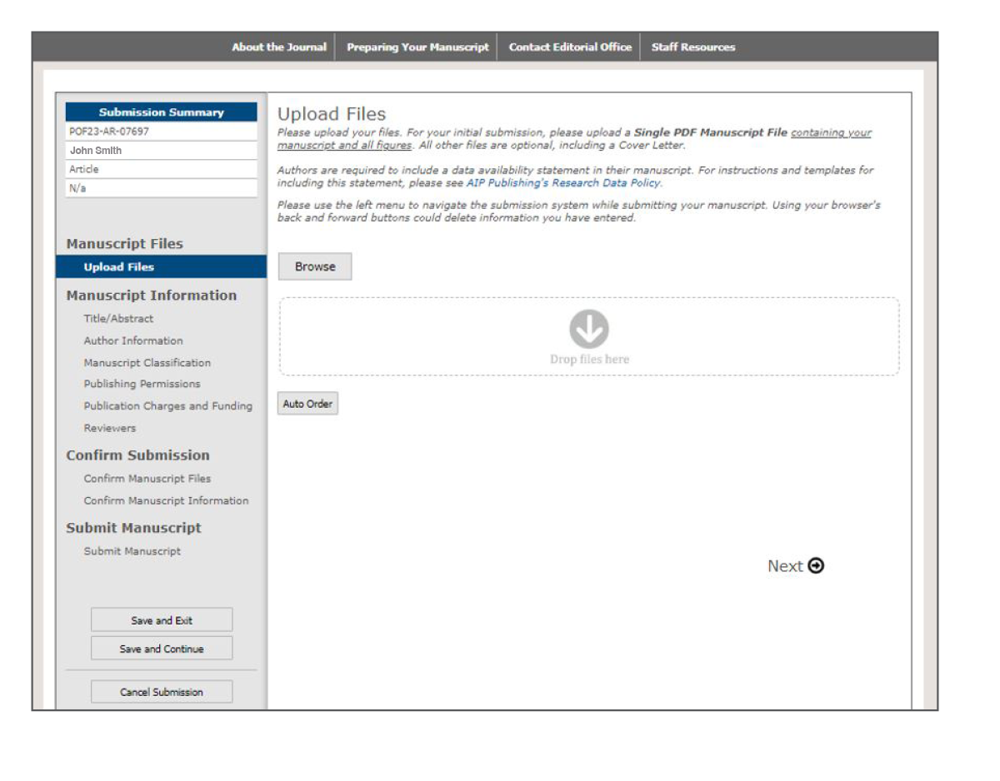 About the Journal
Preparing Your Manuscript
Contact Editorial Office
Staff Resources
Submission Summary
POF23-AR-07697
John Smith
Article
N/a
Manuscript Files
Upload Files
Manuscript Information
Title/Abstract
Author Information
Manuscript Classification
Publishing Permissions
Publication Charges and Funding
Reviewers
Confirm Submission
Confirm Manuscript Files
Confirm Manuscript Information
Submit Manuscript
Submit Manuscript
Save and Exit
Save and Continue
Cancel Submission
Upload Files
Please upload your files. For your initial submission, please upload a Single PDF Manuscript File containing your
manuscript and all figures. All other files are optional, including a Cover Letter.
Authors are required to include a data availability statement in their manuscript. For instructions and templates for
including this statement, please see AIP Publishing's Research Data Policy.
Please use the left menu to navigate the submission system while submitting your manuscript. Using your browser's
back and forward buttons could delete information you have entered.
Browse
Drop files here
Auto Order
Next